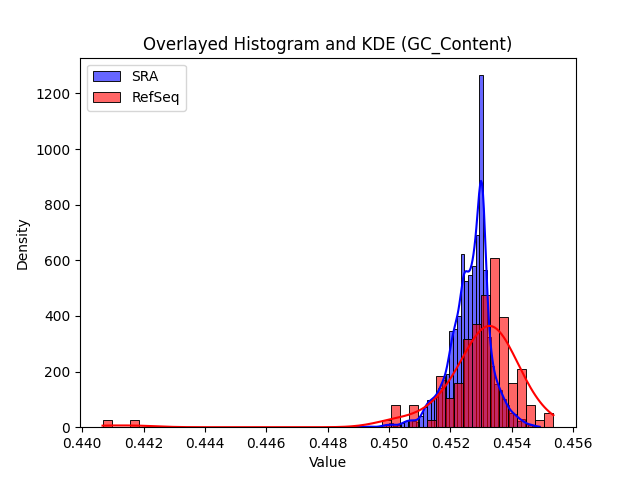 Overlayed Histogram and KDE (GC_Content)
SRA
RefSeq
Density
1200
1000
800
600
400
200
0
0.440 0.442 0.444 0.446 0.448 0.450 0.452 0.454 0.456
Value